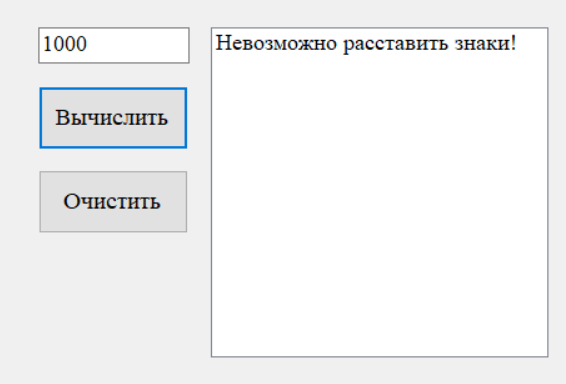 1000
Невозможно расставить знаки!
Вычислить
Очистить